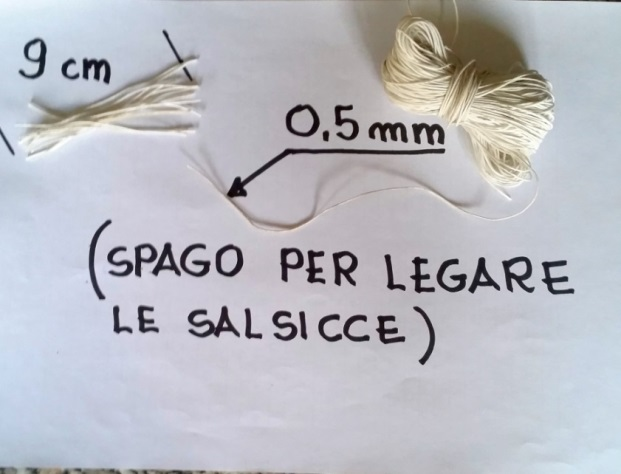 9 cm
0,5 mm
(SPAGO PER LEGARE
LE SALSICCE)